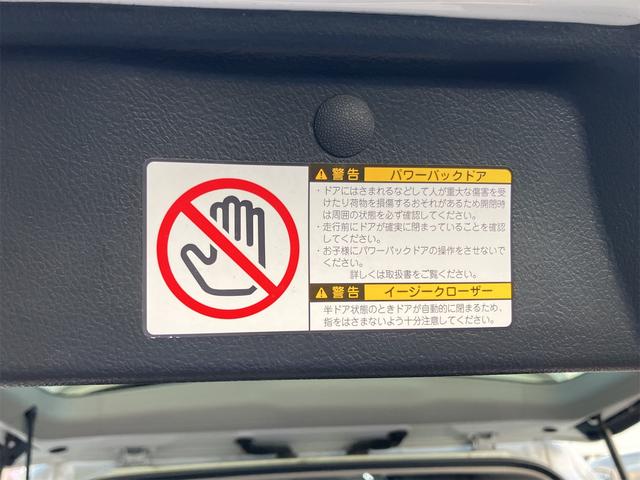 警告 パワーバックドア
・ドアにはさまれるなどして人が重大な傷害を受
けたり荷物を損傷するおそれがあるため開閉時
は周囲の状態を必ず確認してください。
・走行前にドアが確実に閉まっていることを確認
してください。
・お子様にパワーバックドアの操作をさせないで
ください。
詳しくは取扱書をご覧ください。
警告 イージークローザー
半ドア状態のときドアが自動的に閉まるため、
指をはさまないよう十分注意してください。